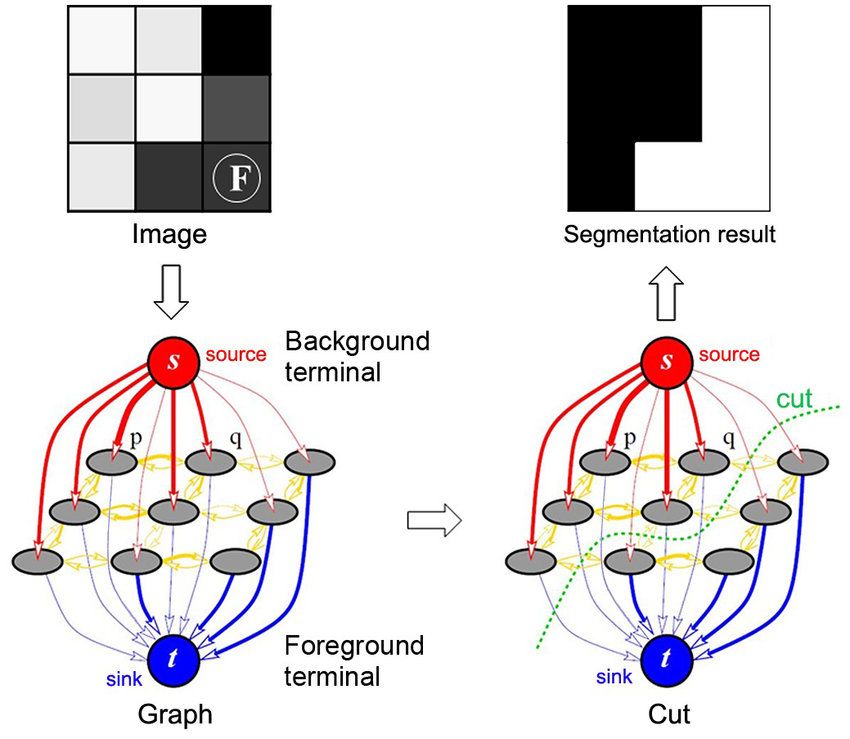 F
Image
Segmentation result
s
source
Background
terminal
p
q
t
sink
Foreground
terminal
Graph
s
source
cut
p
q
t
sink
Cut